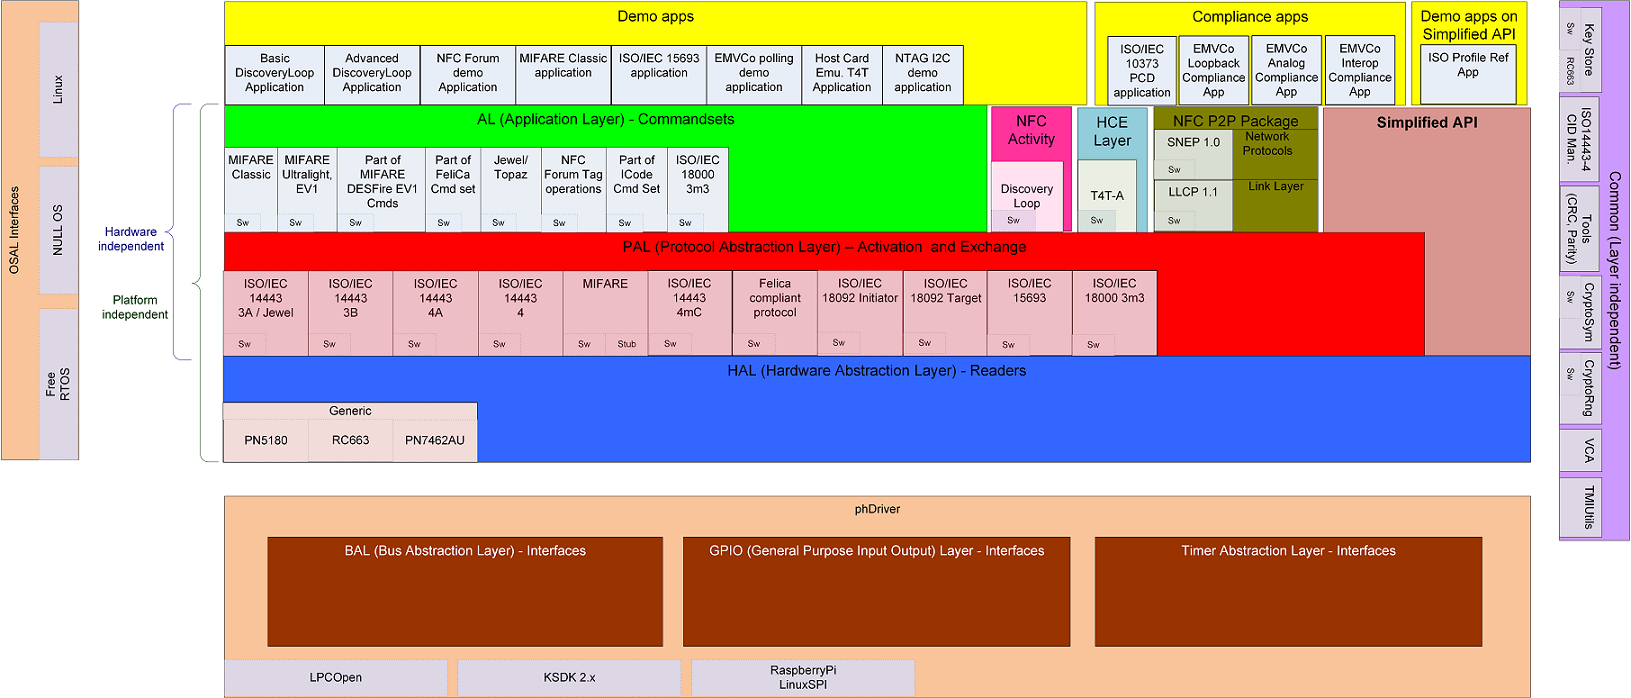 OSAL Interfaces
Linux
NULL OS
Free
RTOS
Hardware
independent
Platform
independent
Demo apps
Basic
DiscoveryLoop
Application
Advanced
DiscoveryLoop
Application
NFC Forum
demo
Application
MIFARE Classic
application
ISO/IEC 15693
application
EMVCo polling
demo
application
Host Card
Emu. T4T
Application
NTAG I2C
demo
application
Compliance apps
ISO/IEC
10373
PCD
application
EMVCo
Loopback
Compliance
App
EMVCo
Analog
Compliance
App
EMVCo
Interop
Compliance
App
Demo apps on
Simplified API
ISO Profile Ref
App
AL (Application Layer) - Commandsets
MIFARE
Classic
Sw
MIFARE
Ultralight,
EV1
Sw
Part of
MIFARE
DESFire EV1
Cmds
Sw
Part of
FeliCa
Cmd set
Sw
Jewel/
Topaz
Sw
NFC
Forum Tag
operations
Sw
Part of
ICode
Cmd Set
Sw
ISO/IEC
18000
3m3
Sw
NFC
Activity
Discovery
Loop
Sw
HCE
Layer
T4T-A
Sw
NFC P2P Package
SNEP 1.0
Sw
Network
Protocols
LLCP 1.1
Sw
Link Layer
Simplified API
PAL (Protocol Abstraction Layer) – Activation and Exchange
ISO/IEC
14443
3A / Jewel
Sw
ISO/IEC
14443
3B
Sw
ISO/IEC
14443
4A
Sw
ISO/IEC
14443
4
Sw
MIFARE
Sw
Stub
ISO/IEC
14443
4mC
Sw
Felica
compliant
protocol
Sw
ISO/IEC
18092 Initiator
Sw
ISO/IEC
18092 Target
Sw
ISO/IEC
15693
Sw
ISO/IEC
18000 3m3
Sw
HAL (Hardware Abstraction Layer) - Readers
Generic
PN5180
RC663
PN7462AU
phDriver
BAL (Bus Abstraction Layer) - Interfaces
GPIO (General Purpose Input Output) Layer - Interfaces
Timer Abstraction Layer - Interfaces
LPCOpen
KSDK 2.x
RaspberryPi
LinuxSPI
Common (Layer independent)
Key Store
Sw
RC663
ISO14443-4
CID Man.
Tools
(CRC, Parity)
CryptoSym
Sw
CryptoRng
Sw
VCA
TMIUtils